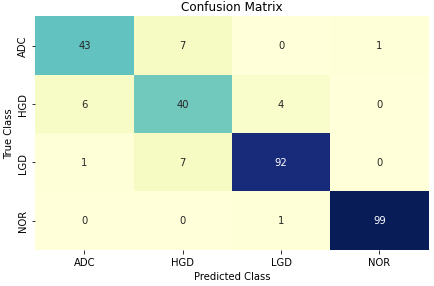 Confusion Matrix
True Class
ADC 43 7 0 1
HGD 6 40 4 0
LGD 1 7 92 0
NOR 0 0 1 99
ADC HGD LGD NOR
Predicted Class